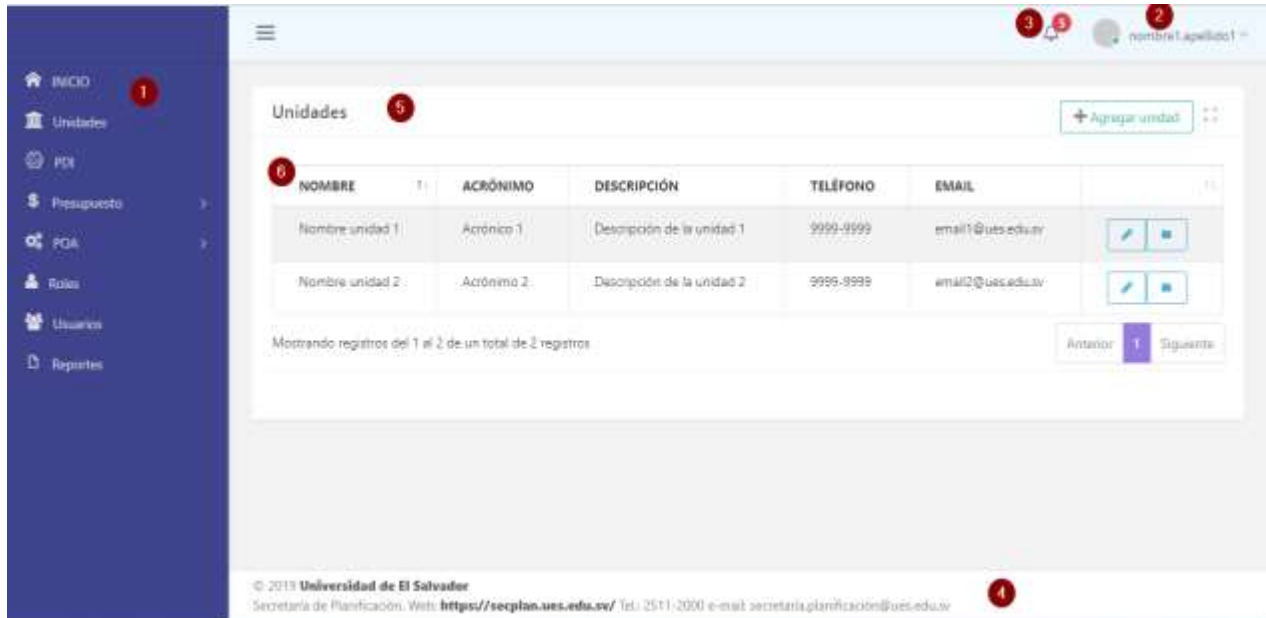 3
5
2
nombre1.apellido1
INICIO
1
Unidades
PDI
Presupuesto
POA
Roles
Usuarios
Reportes
Unidades
5
Agregar unidad
6
NOMBRE ACRÓNIMO DESCRIPCIÓN TELÉFONO EMAIL
Nombre unidad 1 Acrónico 1 Descripción de la unidad 1 9999-9999 email1@ues.edu.sv
Nombre unidad 2 Acrónimo 2 Descripción de la unidad 2 9999-9999 email2@ues.edu.sv
Mostrando registros del 1 al 2 de un total de 2 registros
Anterior 1 Siguiente
© 2019 Universidad de El Salvador
Secretaría de Planificación. Web: https://secplan.ues.edu.sv/ Tel.: 2511-2000 e-mail: secretaria.planificación@ues.edu.sv
4